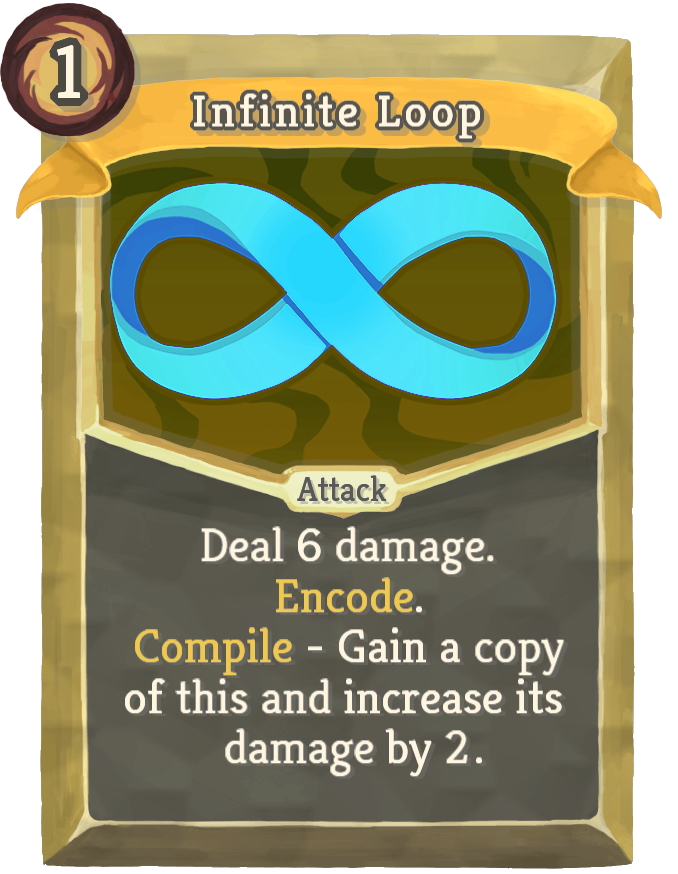 1
Infinite Loop
Attack
Deal 6 damage.
Encode.
Compile - Gain a copy
of this and increase its
damage by 2.